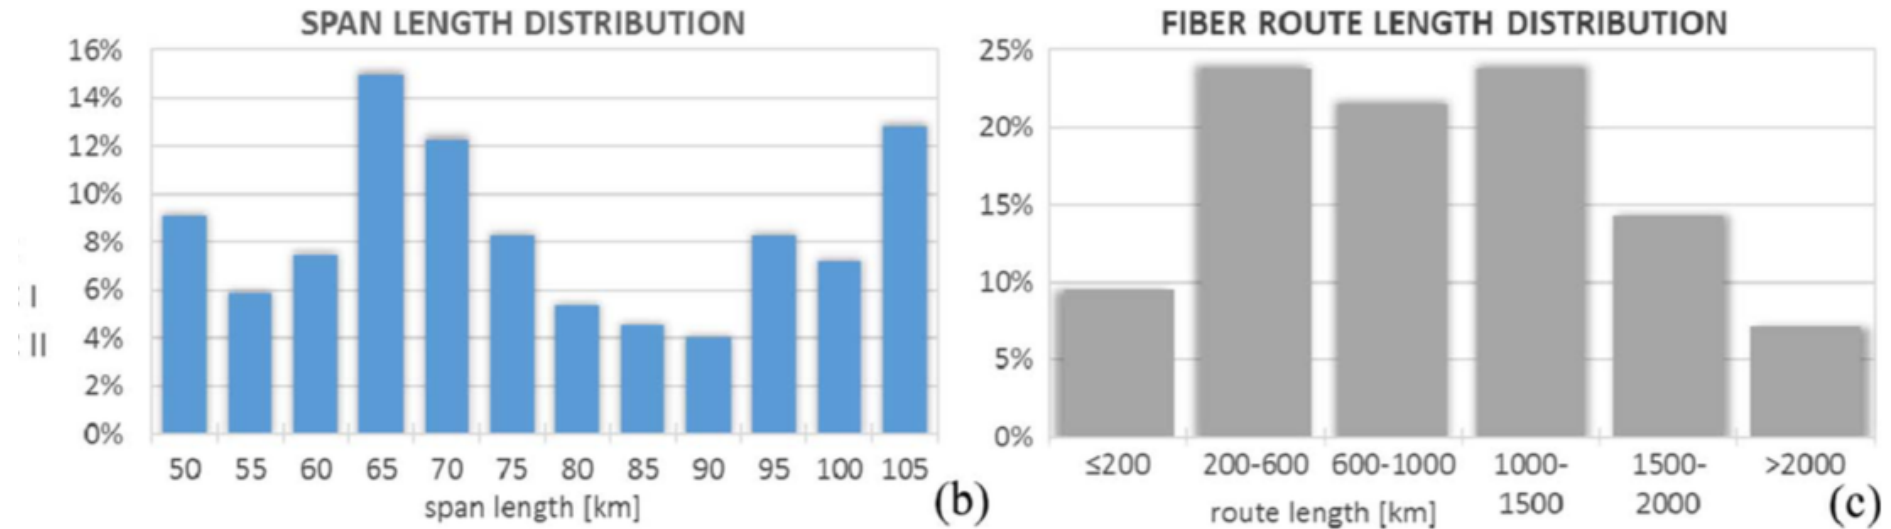 SPAN LENGTH DISTRIBUTION
16%
14%
12%
10%
8%
6%
4%
2%
0%
50 55 60 65 70 75 80 85 90 95 100 105
span length [km]
(b)
I
II
FIBER ROUTE LENGTH DISTRIBUTION
25%
20%
15%
10%
5%
0%
≤200 200-600 600-1000 1000-1500 1500-2000 >2000
route length [km]
(c)